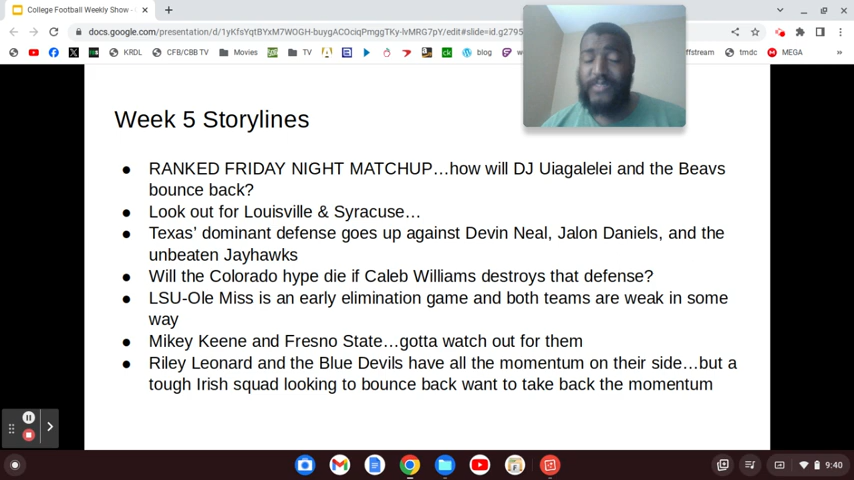 College Football Weekly Show -
docs.google.com/presentation/d/1yKfsYqtBYxM7WOGH-buygACOciqPmggTKy-lvMRG7pY/edit#slide=id.g2795
KRDL
CFB/CBB TV
Movies
TV
blog
ffstream
tmdc
MEGA
Week 5 Storylines
● RANKED FRIDAY NIGHT MATCHUP…how will DJ Uiagalelei and the Beavs
bounce back?
● Look out for Louisville & Syracuse…
● Texas’ dominant defense goes up against Devin Neal, Jalon Daniels, and the
unbeaten Jayhawks
● Will the Colorado hype die if Caleb Williams destroys that defense?
● LSU-Ole Miss is an early elimination game and both teams are weak in some
way
● Mikey Keene and Fresno State…gotta watch out for them
● Riley Leonard and the Blue Devils have all the momentum on their side…but a
tough Irish squad looking to bounce back want to take back the momentum
9:40